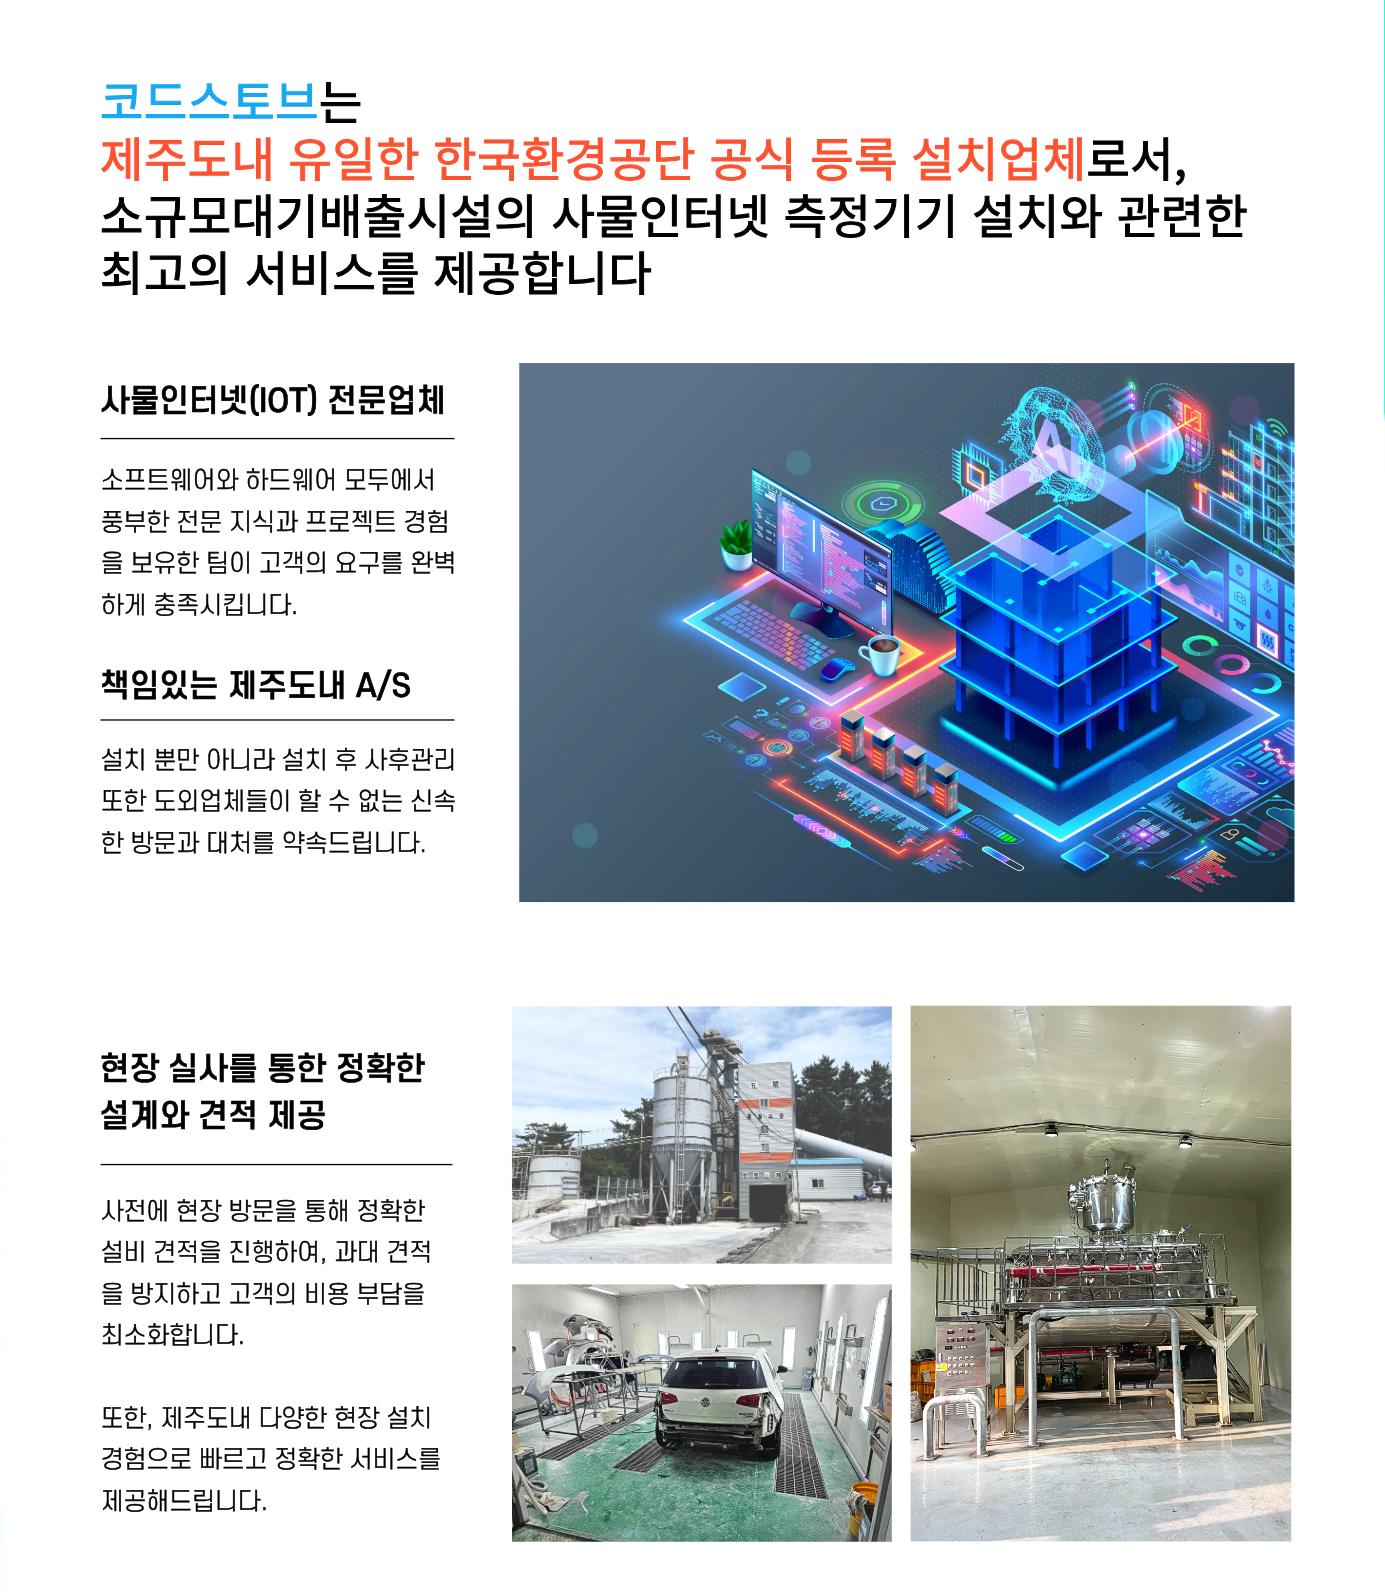 코드스토브는
제주도내 유일한 한국환경공단 공식 등록 설치업체로서,
소규모대기배출시설의 사물인터넷 측정기기 설치와 관련한
최고의 서비스를 제공합니다
사물인터넷(IOT) 전문업체
소프트웨어와 하드웨어 모두에서
풍부한 전문 지식과 프로젝트 경험
을 보유한 팀이 고객의 요구를 완벽
하게 충족시킵니다.
책임있는 제주도내 A/S
설치 뿐만 아니라 설치 후 사후관리
또한 도외업체들이 할 수 없는 신속
한 방문과 대처를 약속드립니다.
AI
현장 실사를 통한 정확한
설계와 견적 제공
사전에 현장 방문을 통해 정확한
설비 견적을 진행하여, 과대 견적
을 방지하고 고객의 비용 부담을
최소화합니다.
또한, 제주도내 다양한 현장 설치
경험으로 빠르고 정확한 서비스를
제공해드립니다.